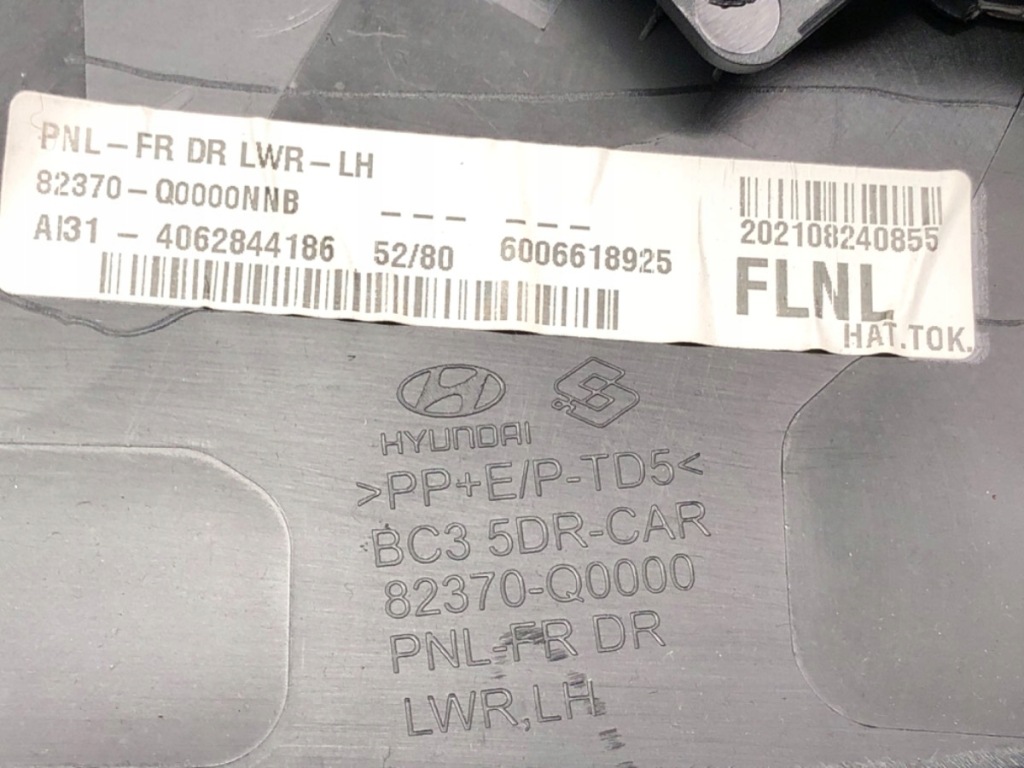 PNL-FR DR LWR-LH
82370-Q0000NNB
--- ---
AI31 - 4062844186 52/80 6006618925
202108240855
FLNL
HAT.TOK.
HYUNDAI
>PP+E/P-TD5<
BC3 5DR-CAR
82370-Q0000
PNL-FR DR
LWR,LH